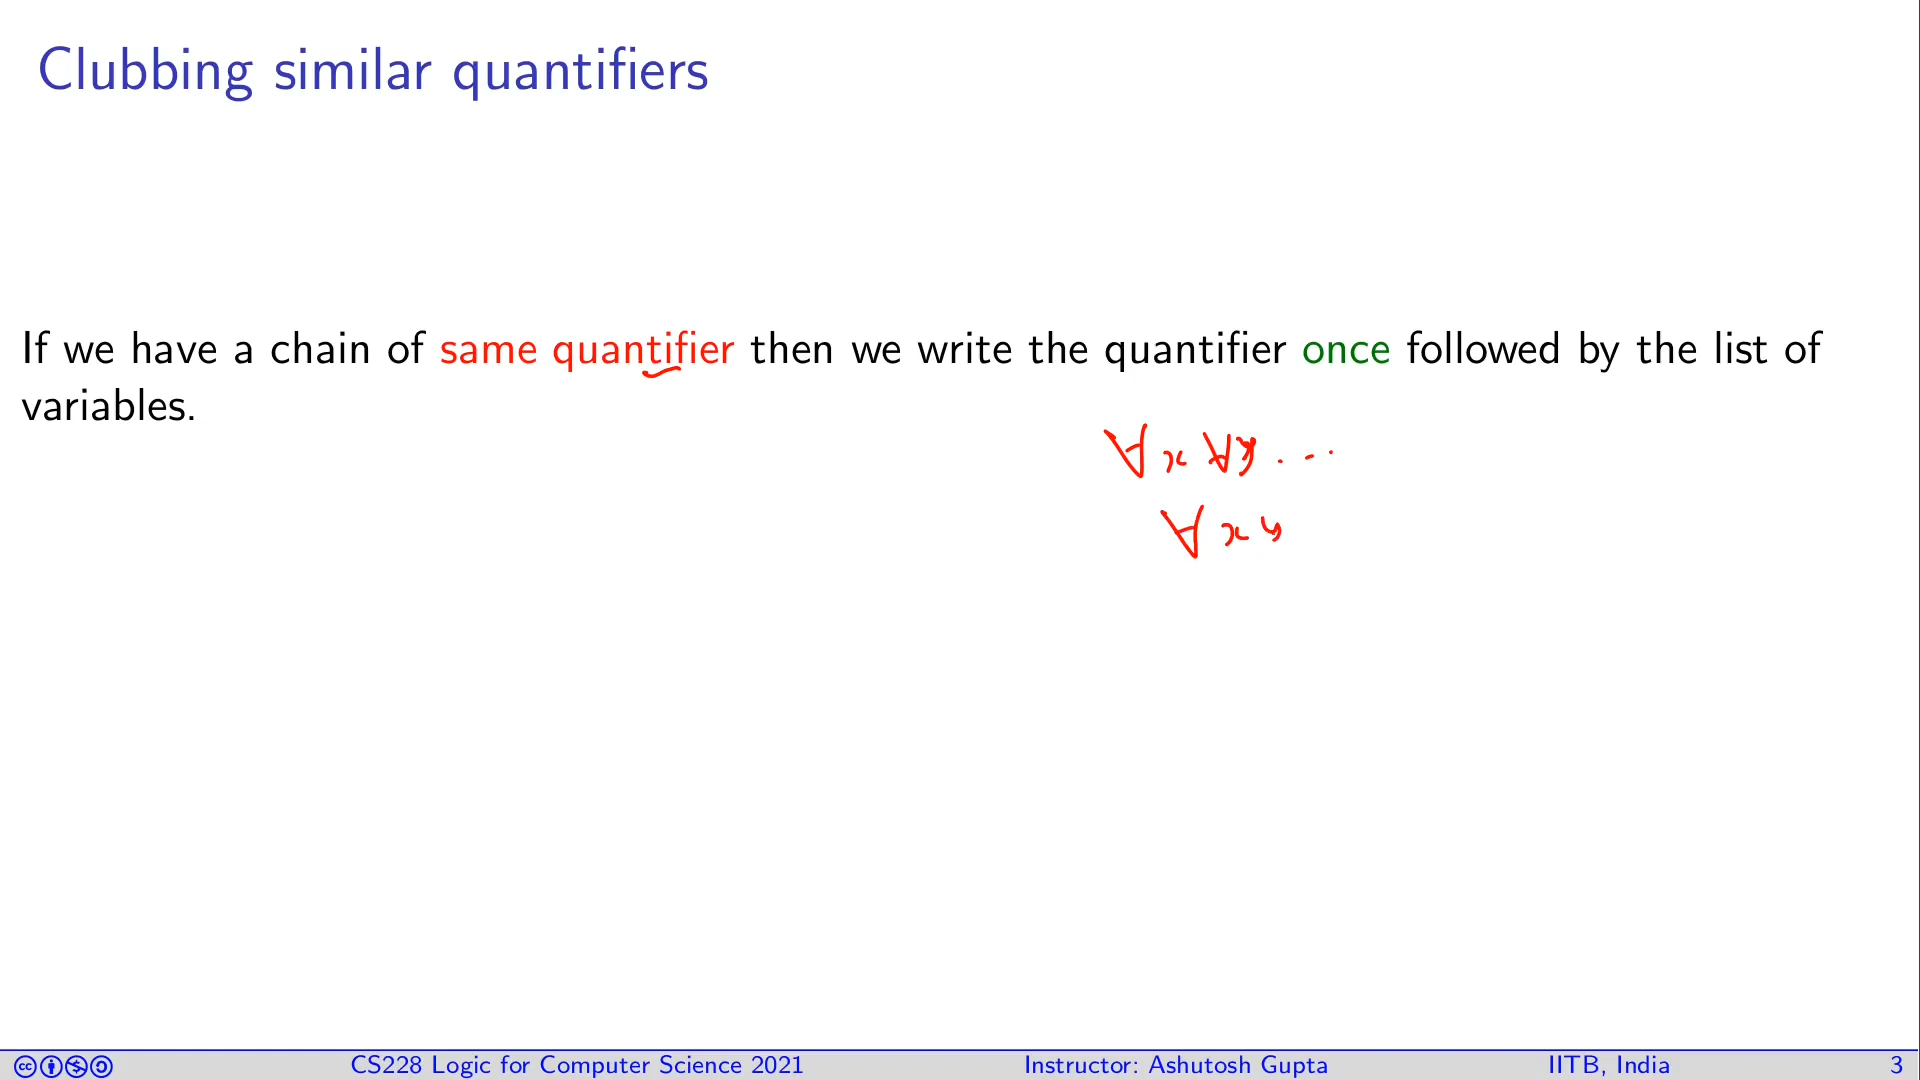 Clubbing similar quantifiers
If we have a chain of same quantifier then we write the quantifier once followed by the list of
variables.
∀x ∀y ...
∀x y
CS228 Logic for Computer Science 2021 Instructor: Ashutosh Gupta IITB, India 3